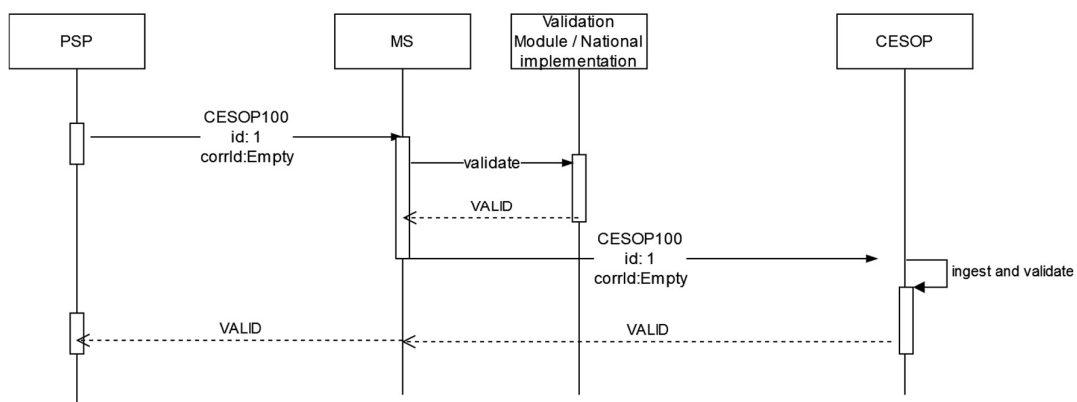 PSP
MS
Validation
Module / National
implementation
CESOP
CESOP100
id: 1
corrId:Empty
validate
VALID
CESOP100
id: 1
corrId:Empty
ingest and validate
VALID
VALID